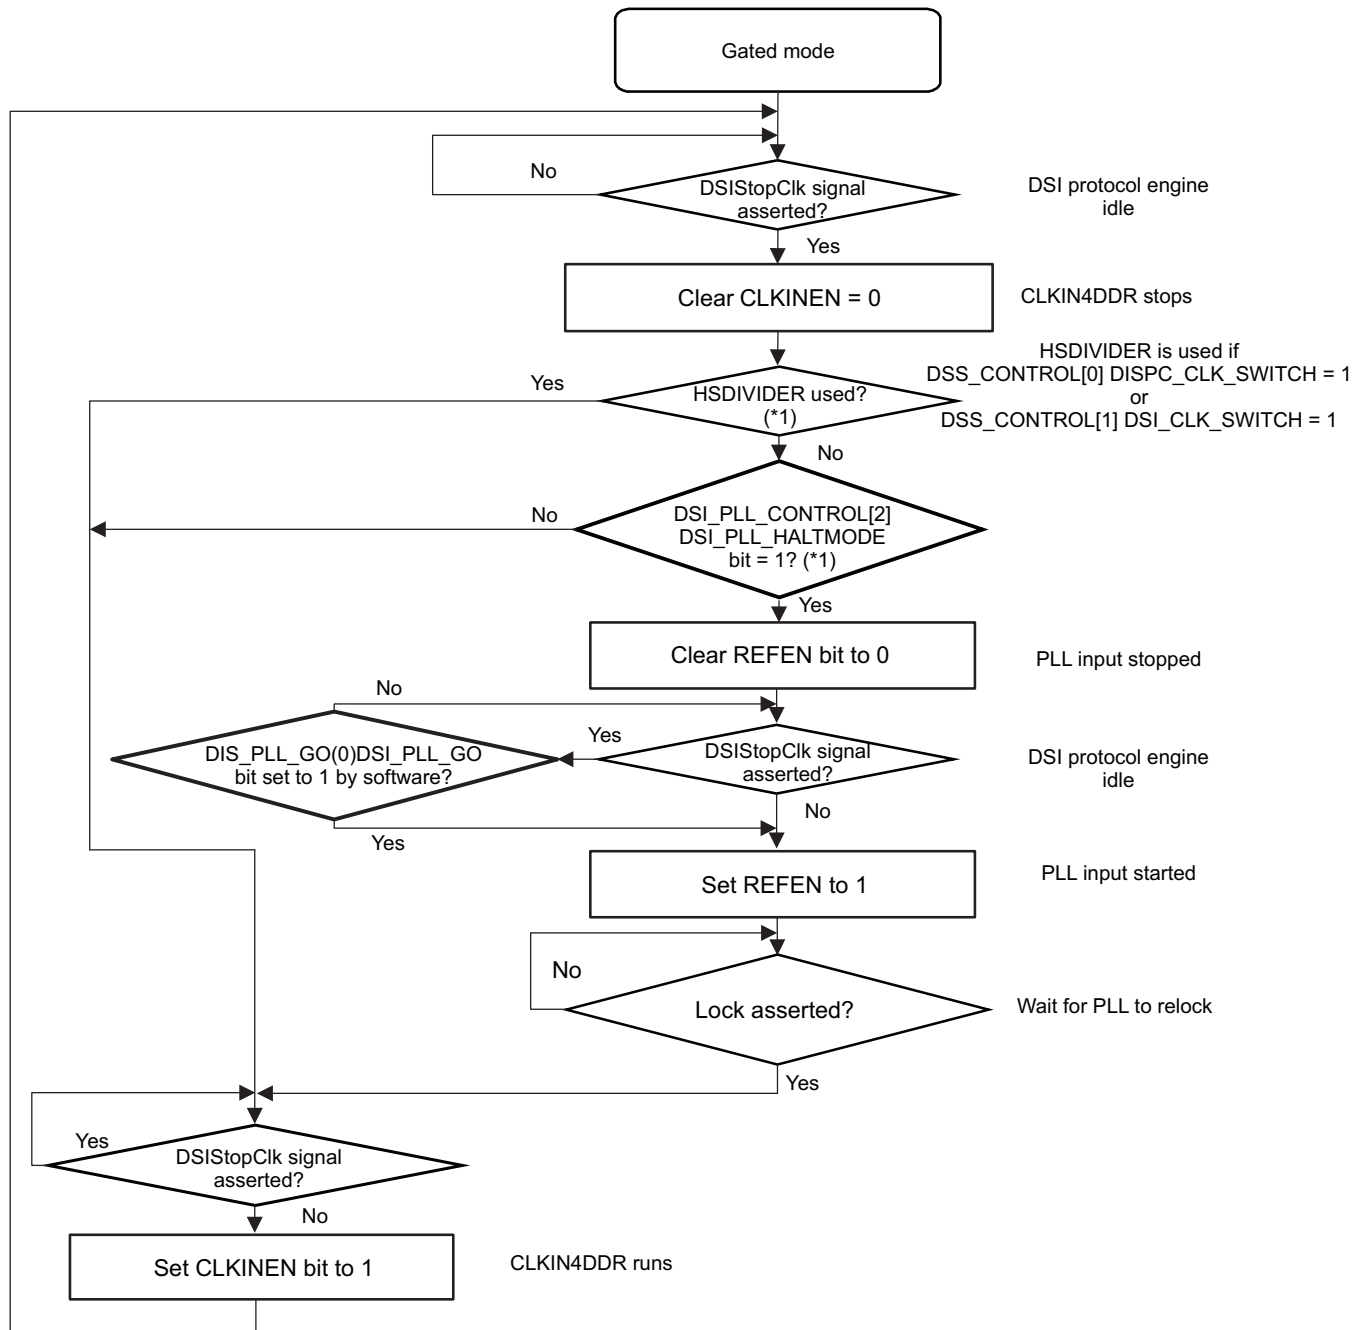 Gated mode
No
DSIStopClk signal
asserted?
DSI protocol engine
idle
Yes
Clear CLKINEN = 0
CLKIN4DDR stops
HSDIVIDER is used if
DSS_CONTROL[0] DISPC_CLK_SWITCH = 1
or
DSS_CONTROL[1] DSI_CLK_SWITCH = 1
Yes
HSDIVIDER used?
(*1)
No
No
DSI_PLL_CONTROL[2]
DSI_PLL_HALTMODE
bit = 1? (*1)
Yes
Clear REFEN bit to 0
PLL input stopped
No
DIS_PLL_GO(0)DSI_PLL_GO
bit set to 1 by software?
Yes
DSIStopClk signal
asserted?
DSI protocol engine
idle
No
Yes
Set REFEN to 1
PLL input started
No
Lock asserted?
Wait for PLL to relock
Yes
Yes
DSIStopClk signal
asserted?
No
Set CLKINEN bit to 1
CLKIN4DDR runs